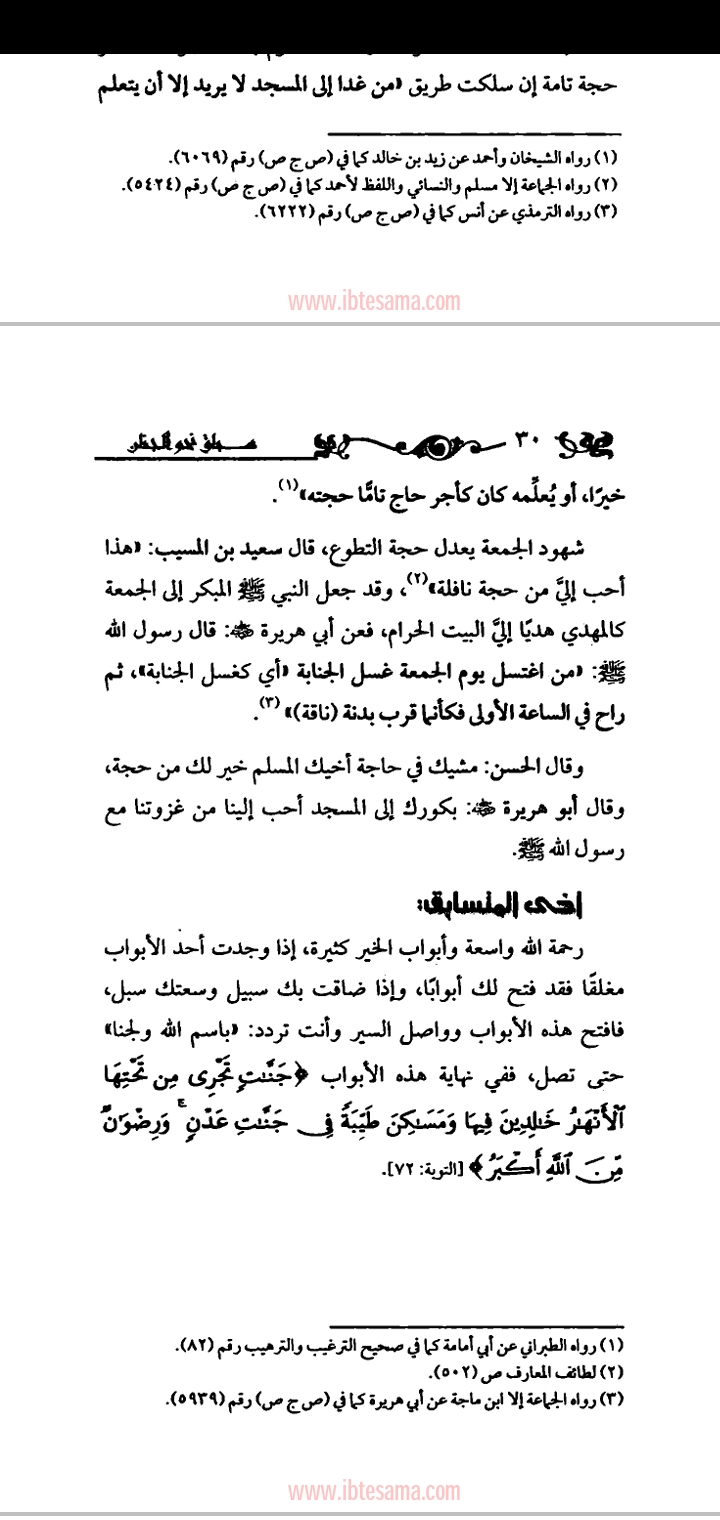 حجة تامة إن سلكت طريق «من غدا إلى المسجد لا يريد إلا أن يتعلم
(١) رواه الشيخان وأحمد عن زيد بن خالد كما في (ص ج ص) رقم (٦٠٦٩).
(٢) رواه الجماعة إلا مسلم والنسائي واللفظ لأحمد كما في (ص ج ص) رقم (٥٤٢٤).
(٣) رواه الترمذي عن أنس كما في (ص ج ص) رقم (٦٢٢٢).
www.ibtesama.com
٣٠
خيرًا، أو يُعلِّمه كان كأجر حاج تامًّا حجته»(١).
شهود الجمعة يعدل حجة التطوع، قال سعيد بن المسيب: «هذا
أحب إليَّ من حجة نافلة»(٢)، وقد جعل النبي ﷺ المبكر إلى الجمعة
كالمهدي هديًا إليَّ البيت الحرام، فعن أبي هريرة رضي الله عنه: قال رسول الله
ﷺ: «من اغتسل يوم الجمعة غسل الجنابة «أي كغسل الجنابة»، ثم
راح في الساعة الأولى فكأنما قرب بدنة (ناقة)»(٣).
وقال الحسن: مشيك في حاجة أخيك المسلم خير لك من حجة،
وقال أبو هريرة رضي الله عنه: بكورك إلى المسجد أحب إلينا من غزوتنا مع
رسول الله ﷺ.
اخي المتسابق:
رحمة الله واسعة وأبواب الخير كثيرة، إذا وجدت أحد الأبواب
مغلقًا فقد فتح لك أبوابًا، وإذا ضاقت بك سبيل وسعتك سبل،
فافتح هذه الأبواب وواصل السير وأنت تردد: «باسم الله ولجنا»
حتى تصل، ففي نهاية هذه الأبواب ﴿جَنَّـٰتٍ تَجْرِى مِن تَحْتِهَا
ٱلْأَنْهَـٰرُ خَـٰلِدِينَ فِيهَا وَمَسَـٰكِنَ طَيِّبَةً فِى جَنَّـٰتِ عَدْنٍ ۚ وَرِضْوَٰنٌ
مِّنَ ٱللَّهِ أَكْبَرُ﴾ [التوبة: ٧٢].
(١) رواه الطبراني عن أبي أمامة كما في صحيح الترغيب والترهيب رقم (٨٢).
(٢) لطائف المعارف ص (٥٠٢).
(٣) رواه الجماعة إلا ابن ماجة عن أبي هريرة كما في (ص ج ص) رقم (٥٩٣٩).
www.ibtesama.com